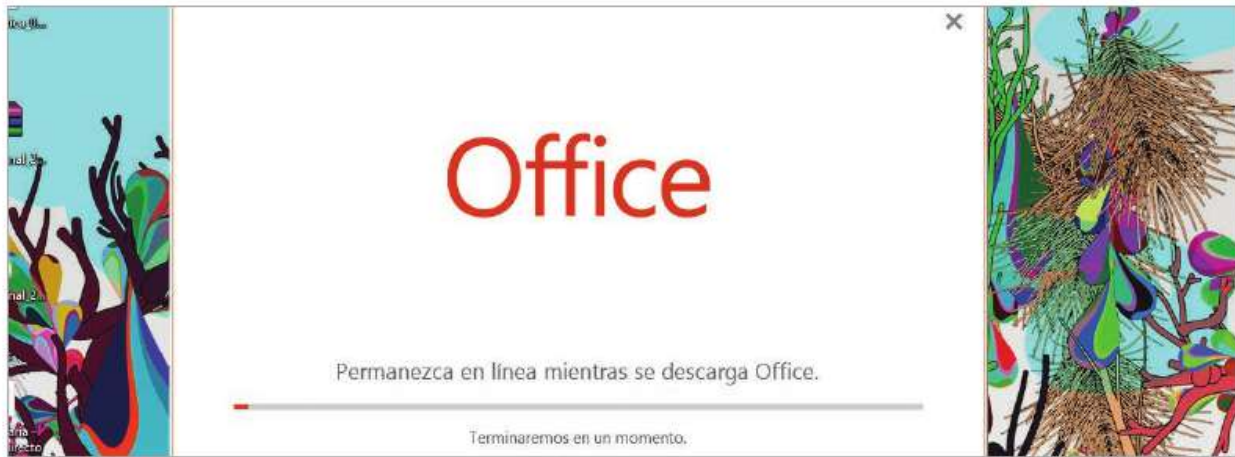 Office
Permanezca en línea mientras se descarga Office.
Terminaremos en un momento.